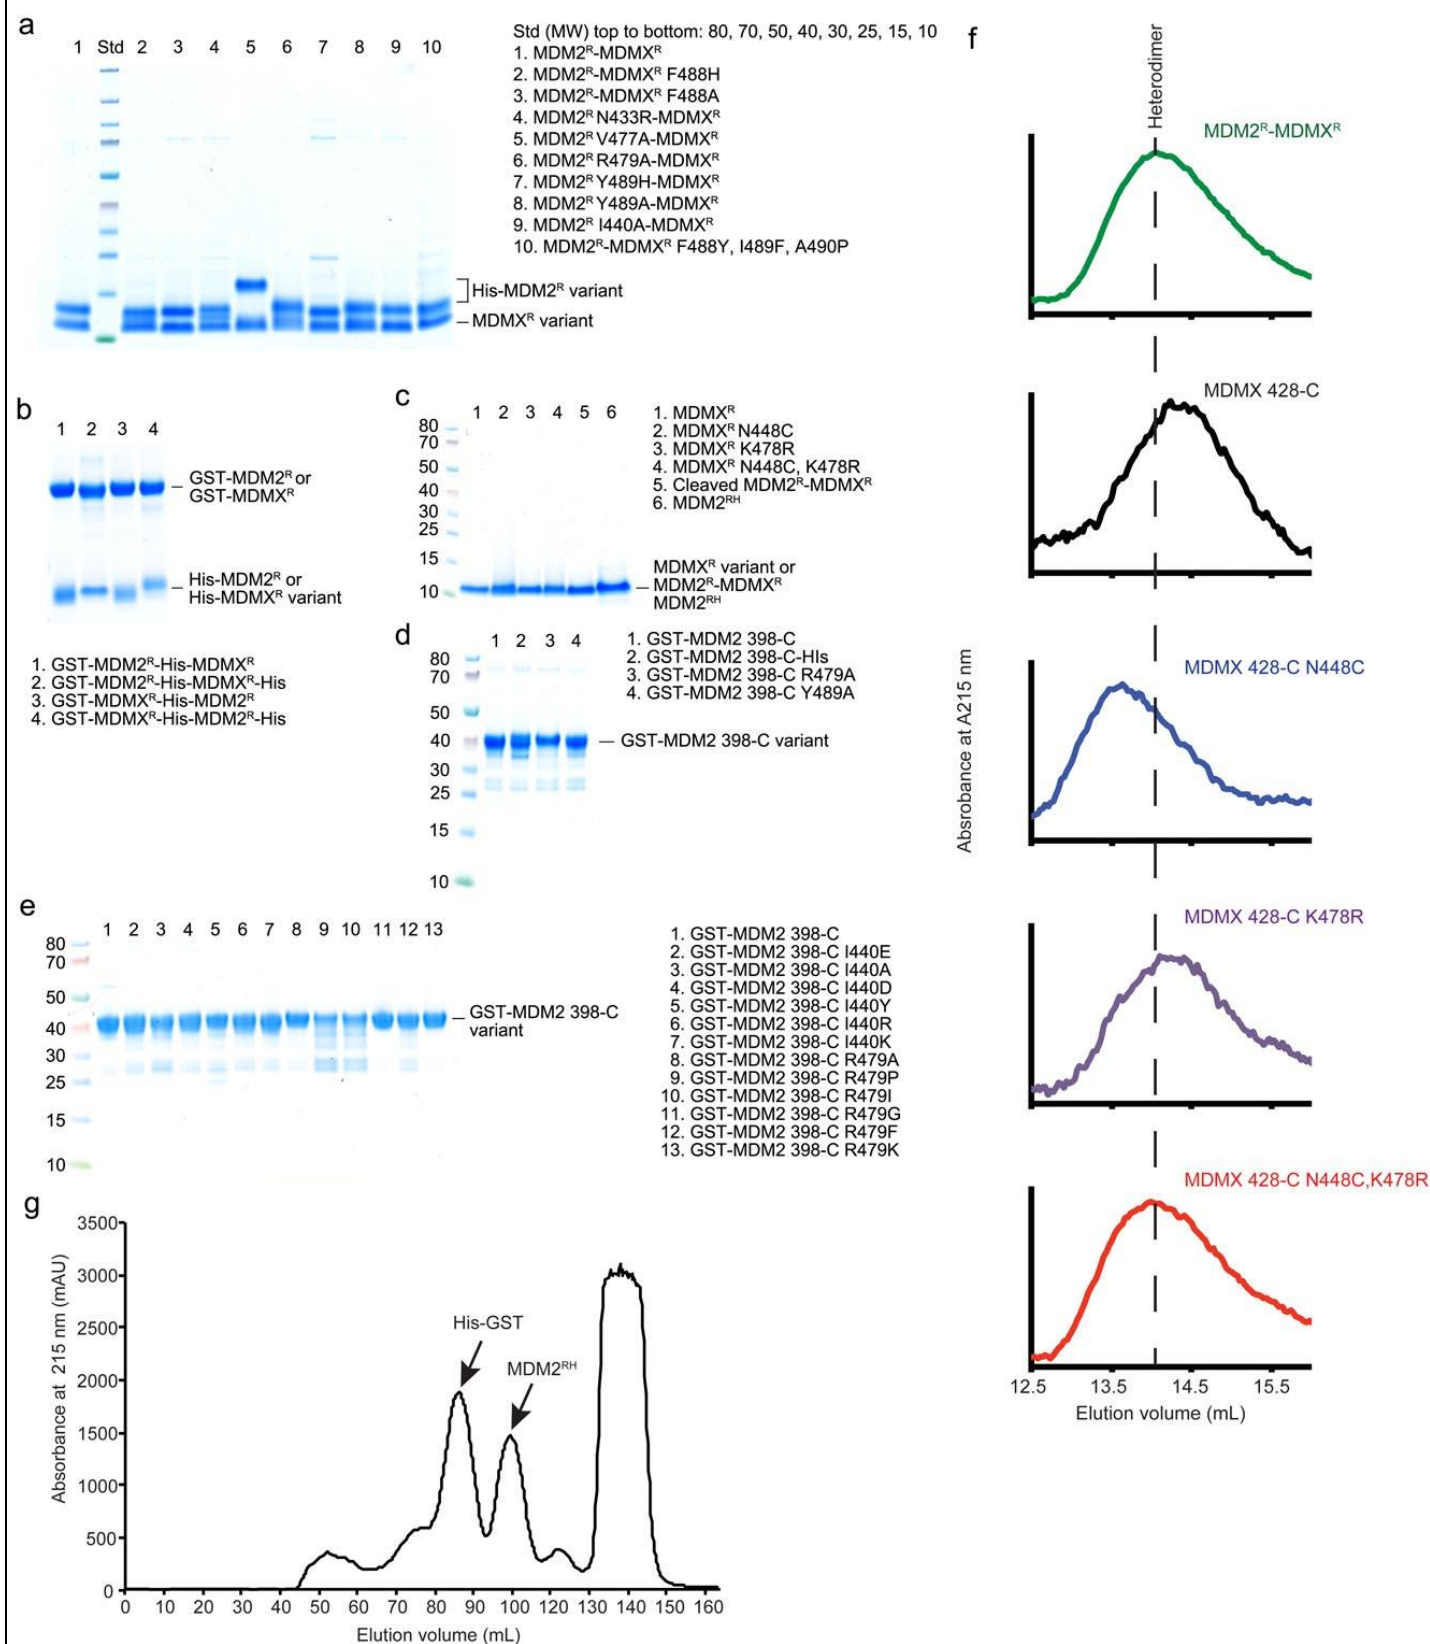 a
1 Std 2 3 4 5 6 7 8 9 10
Std (MW) top to bottom: 80, 70, 50, 40, 30, 25, 15, 10
1. MDM2ᴿ-MDMXᴿ
2. MDM2ᴿ-MDMXᴿ F488H
3. MDM2ᴿ-MDMXᴿ F488A
4. MDM2ᴿ N433R-MDMXᴿ
5. MDM2ᴿ V477A-MDMXᴿ
6. MDM2ᴿ R479A-MDMXᴿ
7. MDM2ᴿ Y489H-MDMXᴿ
8. MDM2ᴿ Y489A-MDMXᴿ
9. MDM2ᴿ I440A-MDMXᴿ
10. MDM2ᴿ-MDMXᴿ F488Y, I489F, A490P
His-MDM2ᴿ variant
MDMXᴿ variant
b
1 2 3 4
GST-MDM2ᴿ or
GST-MDMXᴿ
His-MDM2ᴿ or
His-MDMXᴿ variant
1. GST-MDM2ᴿ-His-MDMXᴿ
2. GST-MDM2ᴿ-His-MDMXᴿ-His
3. GST-MDMXᴿ-His-MDM2ᴿ
4. GST-MDMXᴿ-His-MDM2ᴿ-His
c
1 2 3 4 5 6
80
70
50
40
30
25
15
10
1. MDMXᴿ
2. MDMXᴿ N448C
3. MDMXᴿ K478R
4. MDMXᴿ N448C, K478R
5. Cleaved MDM2ᴿ-MDMXᴿ
6. MDM2ᴿᴴ
MDMXᴿ variant or
MDM2ᴿ-MDMXᴿ
MDM2ᴿᴴ
d
1 2 3 4
80
70
50
40
30
25
15
10
1. GST-MDM2 398-C
2. GST-MDM2 398-C-HIs
3. GST-MDM2 398-C R479A
4. GST-MDM2 398-C Y489A
GST-MDM2 398-C variant
e
1 2 3 4 5 6 7 8 9 10 11 12 13
80
70
50
40
30
25
15
10
GST-MDM2 398-C
variant
1. GST-MDM2 398-C
2. GST-MDM2 398-C I440E
3. GST-MDM2 398-C I440A
4. GST-MDM2 398-C I440D
5. GST-MDM2 398-C I440Y
6. GST-MDM2 398-C I440R
7. GST-MDM2 398-C I440K
8. GST-MDM2 398-C R479A
9. GST-MDM2 398-C R479P
10. GST-MDM2 398-C R479I
11. GST-MDM2 398-C R479G
12. GST-MDM2 398-C R479F
13. GST-MDM2 398-C R479K
f
Heterodimer
MDM2ᴿ-MDMXᴿ
MDMX 428-C
MDMX 428-C N448C
MDMX 428-C K478R
MDMX 428-C N448C,K478R
Absrobance at A215 nm
12.5 13.5 14.5 15.5
Elution volume (mL)
g
Absorbance at 215 nm (mAU)
3500
3000
2500
2000
1500
1000
500
0
His-GST
MDM2ᴿᴴ
0 10 20 30 40 50 60 70 80 90 100 110 120 130 140 150 160
Elution volume (mL)